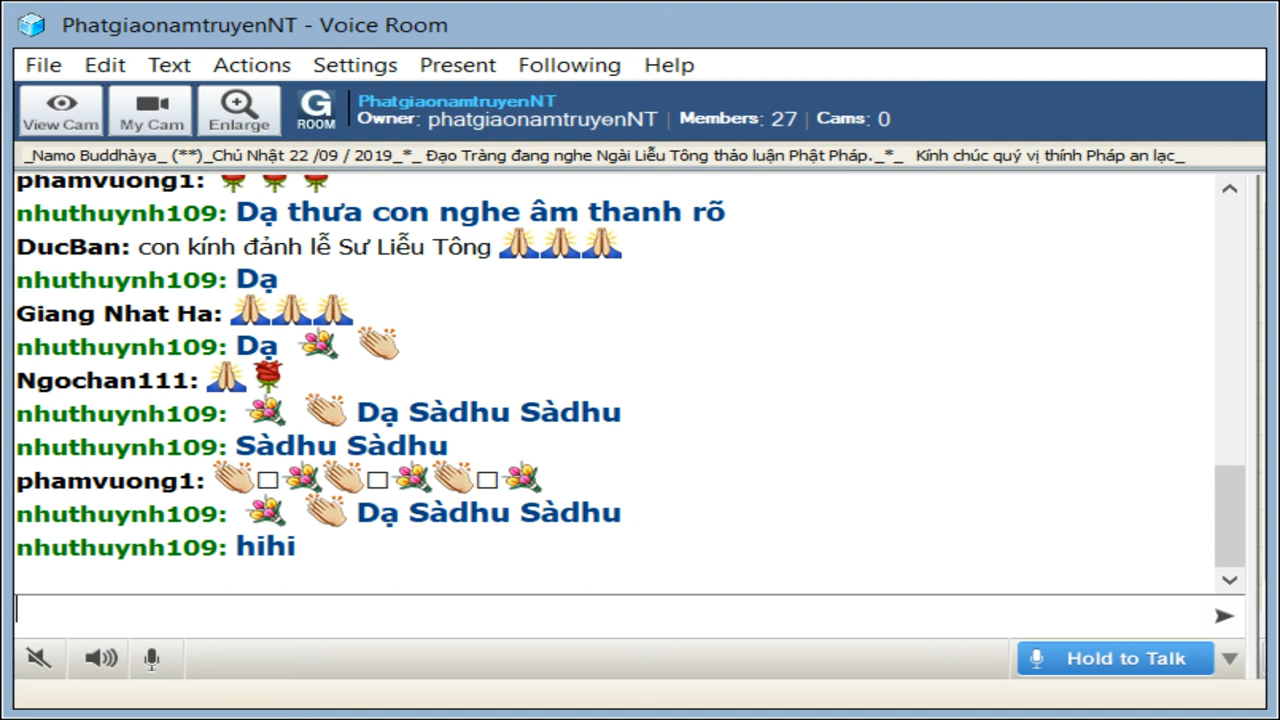 PhatgiaonamtruyenNT - Voice Room
File Edit Text Actions Settings Present Following Help
View Cam My Cam Enlarge G ROOM
PhatgiaonamtruyenNT
Owner: phatgiaonamtruyenNT | Members: 27 | Cams: 0
_Namo Buddhàya_ (**)_Chủ Nhật 22 /09 / 2019_*_ Đạo Tràng đang nghe Ngài Liễu Tông thảo luận Phật Pháp._*_ Kính chúc quý vị thính Pháp an lạc_
phamvuong1:
nhuthuynh109: Dạ thưa con nghe âm thanh rõ
DucBan: con kính đảnh lễ Sư Liễu Tông
nhuthuynh109: Dạ
Giang Nhat Ha:
nhuthuynh109: Dạ
Ngochan111:
nhuthuynh109: Dạ Sàdhu Sàdhu
nhuthuynh109: Sàdhu Sàdhu
phamvuong1:
nhuthuynh109: Dạ Sàdhu Sàdhu
nhuthuynh109: hihi
Hold to Talk